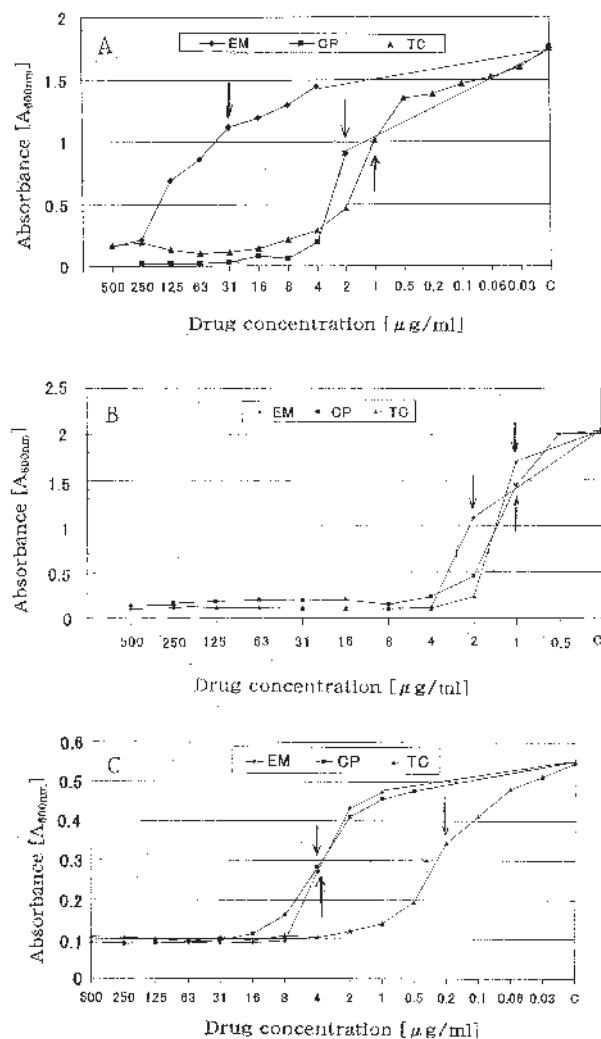 A
EM CP TC
Absorbance [A600nm]
2
1.5
1
0.5
0
500 250 125 63 31 16 8 4 2 1 0.5 0.2 0.1 0.06 0.03 C
Drug concentration [μg/ml]
B
EM CP TC
Absorbance [A600nm]
2.5
2
1.5
1
0.5
0
500 250 125 63 31 16 8 4 2 1 0.5 C
Drug concentration [μg/ml]
C
EM CP TC
Absorbance [A600nm]
0.6
0.5
0.4
0.3
0.2
0.1
0
500 250 125 63 31 16 8 4 2 1 0.5 0.2 0.1 0.06 0.03 C
Drug concentration [μg/ml]